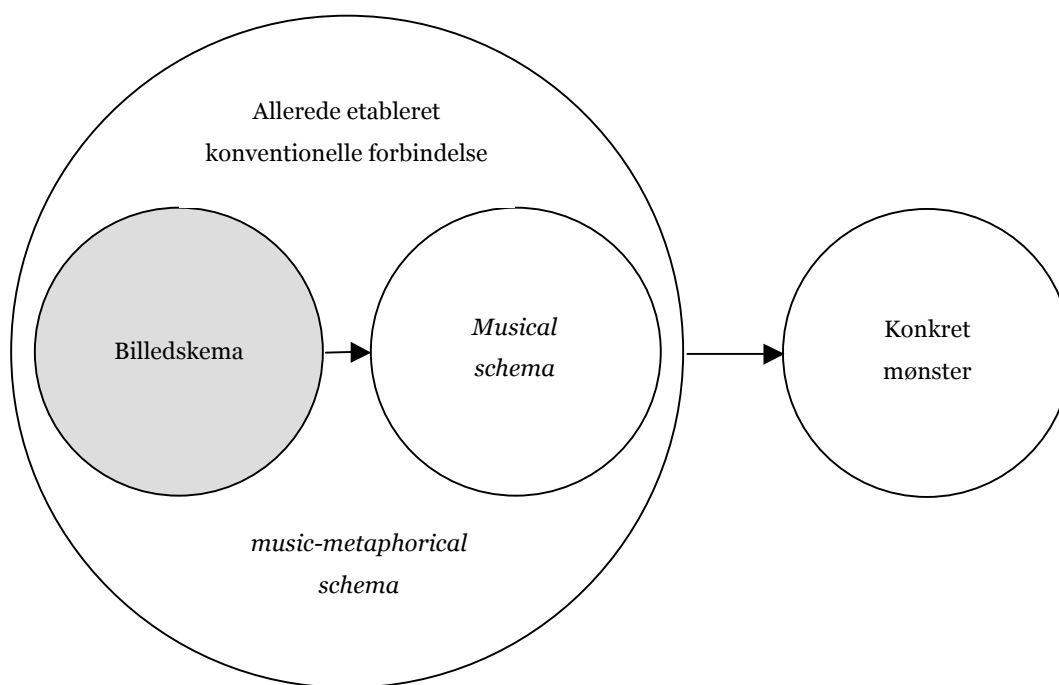 Allerede etableret
konventionelle forbindelse
Billedskema
Musical
schema
Konkret
mønster
music-metaphorical
schema